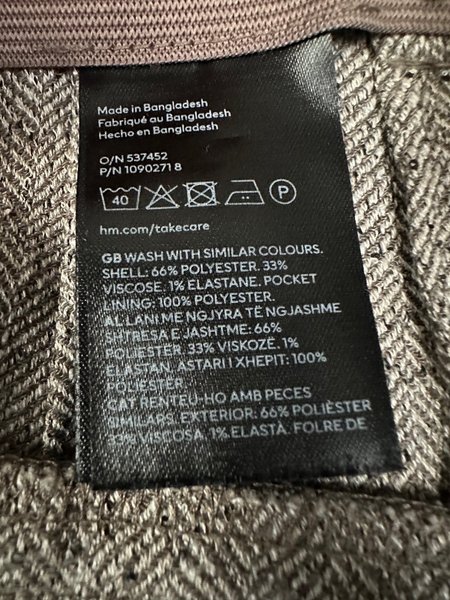 Made in Bangladesh
Fabriqué au Bangladesh
Hecho en Bangladesh
O/N 537452
P/N 1090271 8
40 P
hm.com/takecare
GB WASH WITH SIMILAR COLOURS.
SHELL: 66% POLYESTER. 33%
VISCOSE. 1% ELASTANE. POCKET
LINING: 100% POLYESTER.
AL LANI ME NGJYRA TË NGJASHME
SHTRESA E JASHTME: 66%
POLIESTER. 33% VISKOZË. 1%
ELASTAN. ASTARI I XHEPIT: 100%
POLIESTER
CAT RENTEU-HO AMB PECES
SIMILARS. EXTERIOR: 66% POLIÈSTER
33% VISCOSA. 1% ELASTÀ. FOLRE DE